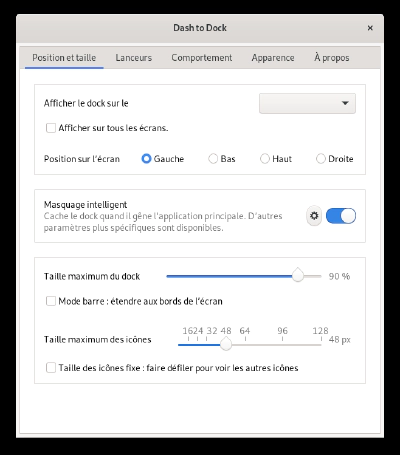 Dash to Dock
Position et taille Lanceurs Comportement Apparence À propos
Afficher le dock sur le
Afficher sur tous les écrans.
Position sur l'écran Gauche Bas Haut Droite
Masquage intelligent
Cache le dock quand il gêne l'application principale. D'autres
paramètres plus spécifiques sont disponibles.
Taille maximum du dock 90 %
Mode barre : étendre aux bords de l'écran
16 24 32 48 64 96 128
Taille maximum des icônes 48 px
Taille des icônes fixe : faire défiler pour voir les autres icônes